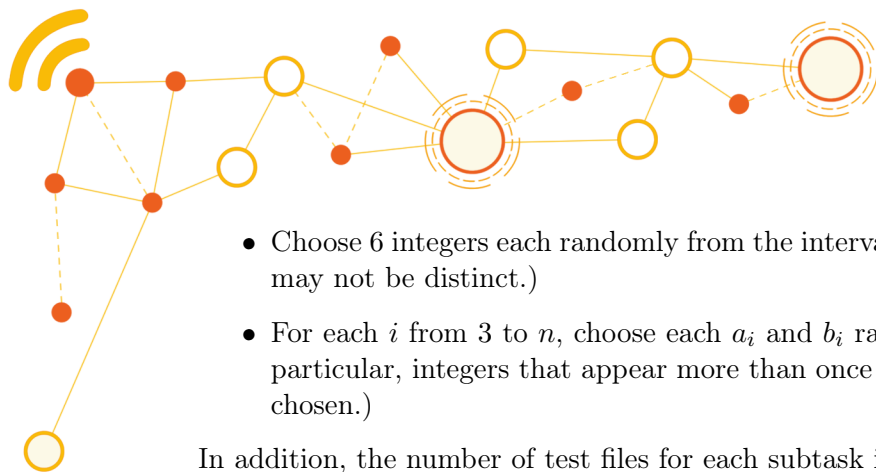 • Choose 6 integers each randomly from the interva
may not be distinct.)
• For each i from 3 to n, choose each a_i and b_i ra
particular, integers that appear more than once
chosen.)
In addition, the number of test files for each subtask i